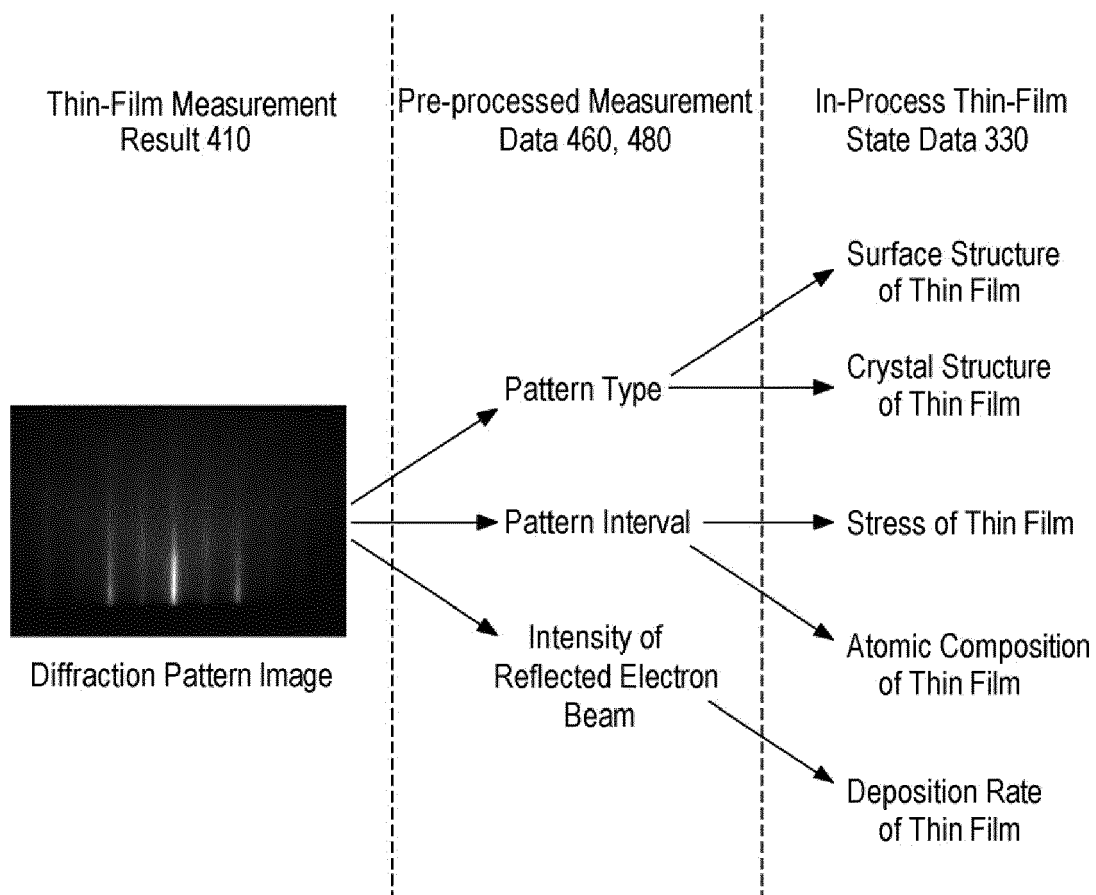 Thin-Film Measurement
Result 410
Pre-processed Measurement
Data 460, 480
In-Process Thin-Film
State Data 330
Surface Structure
of Thin Film
Crystal Structure
of Thin Film
Pattern Type
Pattern Interval
Stress of Thin Film
Diffraction Pattern Image
Intensity of
Reflected Electron
Beam
Atomic Composition
of Thin Film
Deposition Rate
of Thin Film